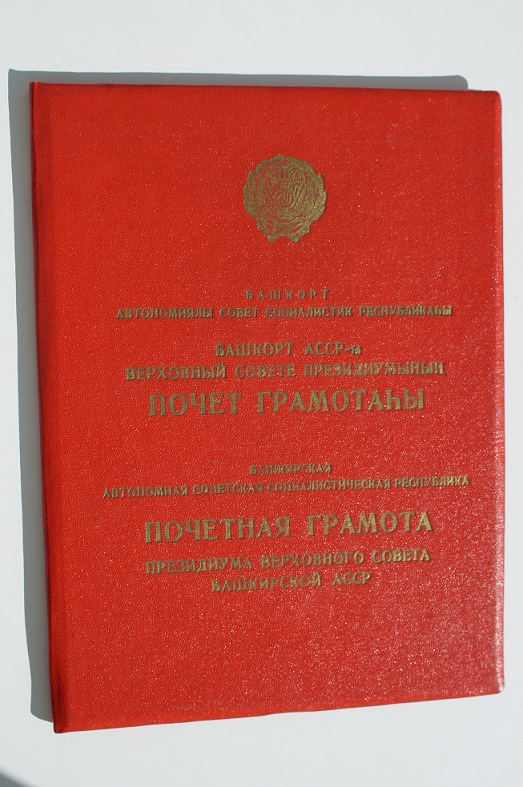 БАШҠОРТ
АВТОНОМИЯЛЫ СОВЕТ СОЦИАЛИСТИК РЕСПУБЛИКАҺЫ
БАШҠОРТ АССР-ы
ВЕРХОВНЫЙ СОВЕТЕ ПРЕЗИДИУМЫНЫҢ
ПОЧЕТ ГРАМОТАҺЫ
БАШКИРСКАЯ
АВТОНОМНАЯ СОВЕТСКАЯ СОЦИАЛИСТИЧЕСКАЯ РЕСПУБЛИКА
ПОЧЕТНАЯ ГРАМОТА
ПРЕЗИДИУМА ВЕРХОВНОГО СОВЕТА
БАШКИРСКОЙ АССР